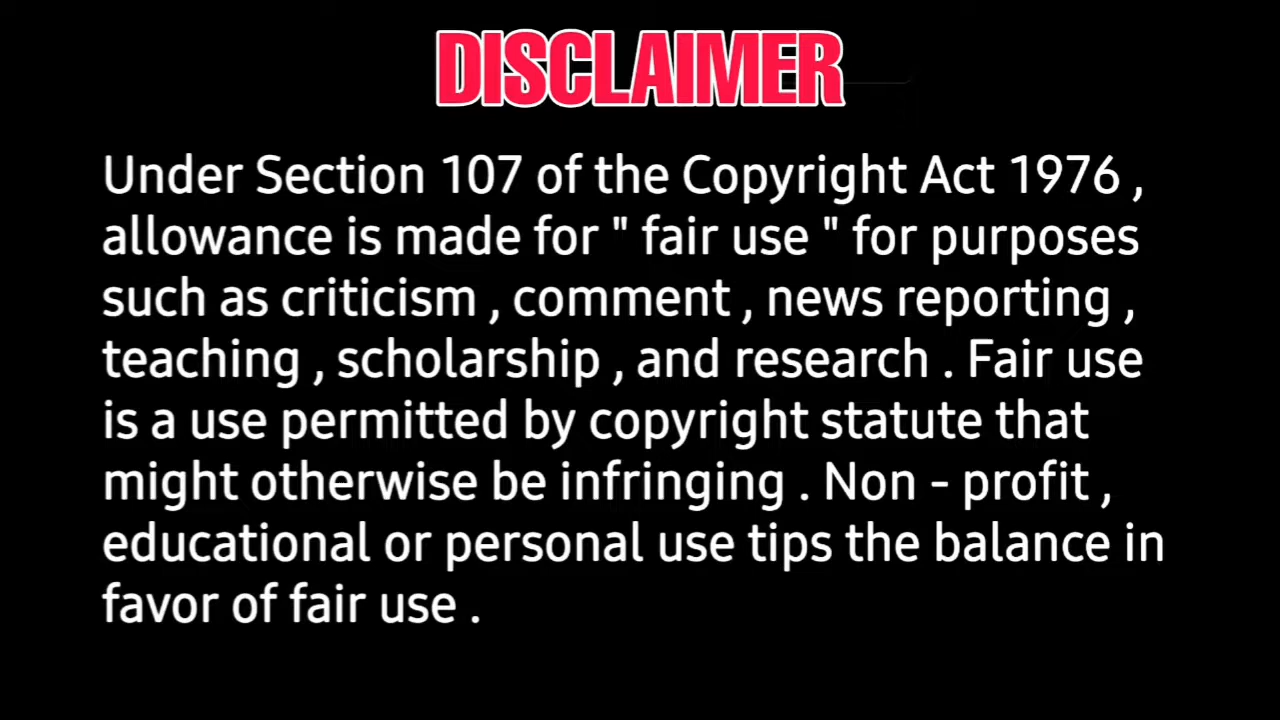 DISCLAIMER
Under Section 107 of the Copyright Act 1976 ,
allowance is made for " fair use " for purposes
such as criticism , comment , news reporting ,
teaching , scholarship , and research . Fair use
is a use permitted by copyright statute that
might otherwise be infringing . Non - profit ,
educational or personal use tips the balance in
favor of fair use .